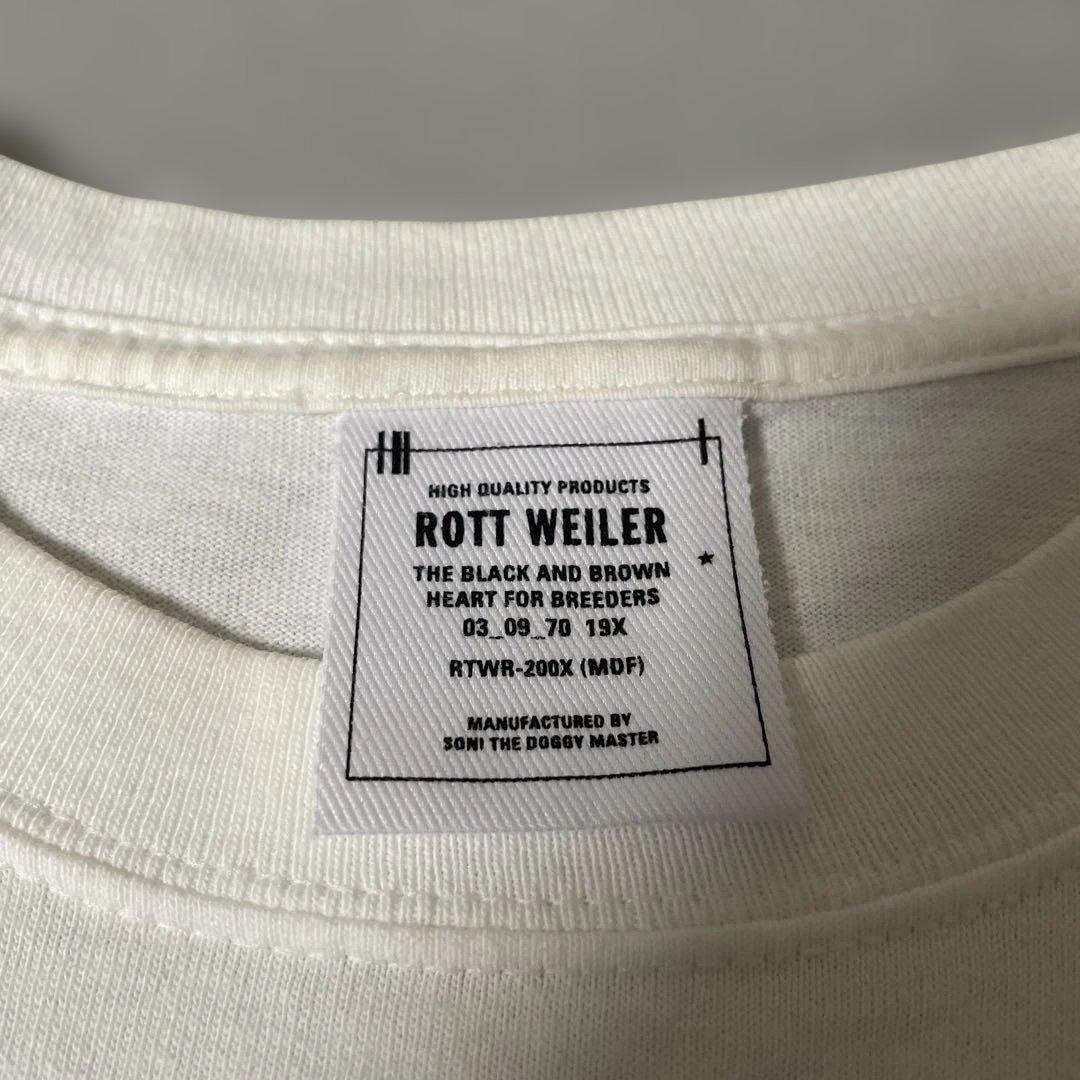 HIGH QUALITY PRODUCTS
ROTT WEILER
THE BLACK AND BROWN
HEART FOR BREEDERS
03_09_70 19X
RTWR-200X (MDF)
MANUFACTURED BY
SONI THE DOGGY MASTER